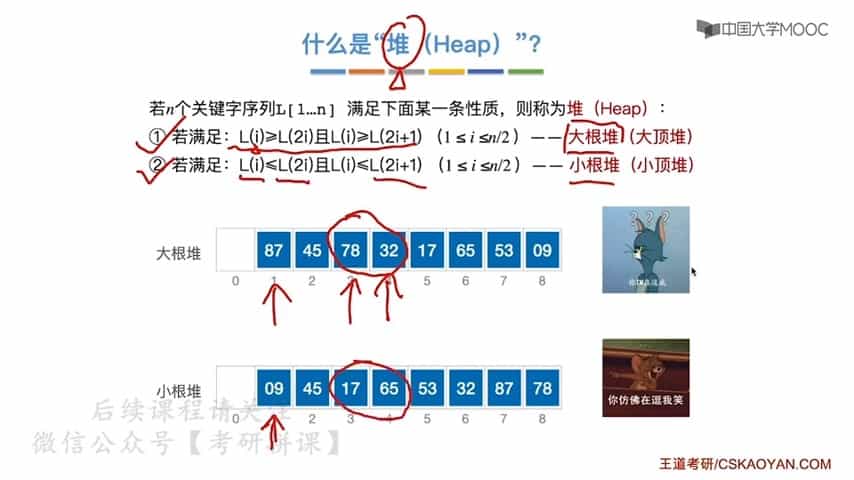 什么是“堆（Heap）”？
中国大学MOOC
若n个关键字序列L[1…n] 满足下面某一条性质，则称为堆（Heap）：
① 若满足：L(i)≥L(2i)且L(i)≥L(2i+1)（1 ≤ i ≤n/2 ）—— 大根堆（大顶堆）
② 若满足：L(i)≤L(2i)且L(i)≤L(2i+1)（1 ≤ i ≤n/2 ）—— 小根堆（小顶堆）
? ? ?
大根堆 87 45 78 32 17 65 53 09
0 1 2 3 4 5 6 7 8
小根堆 09 45 17 65 53 32 87 78
你仿佛在逗我笑
0 1 2 3 4 5 6 7 8
后续课程请关注
微信公众号【考研拼课】
王道考研/CSKAOYAN.COM